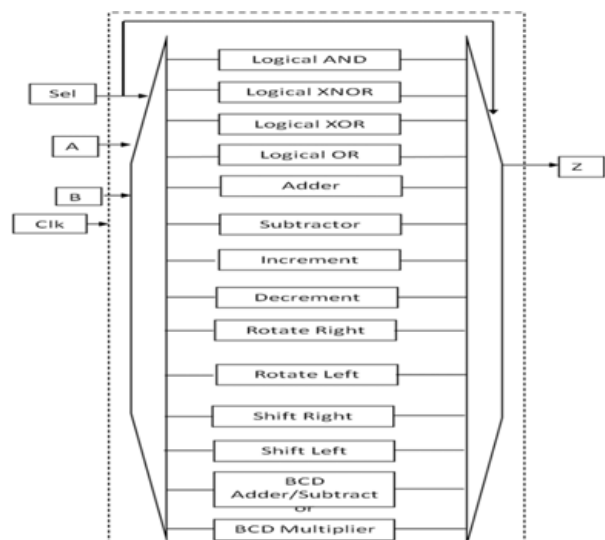 Logical AND
Sel
Logical XNOR
Logical XOR
A
Logical OR
Z
Adder
B
Clk
Subtractor
Increment
Decrement
Rotate Right
Rotate Left
Shift Right
Shift Left
BCD
Adder/Subtract
or
BCD Multiplier